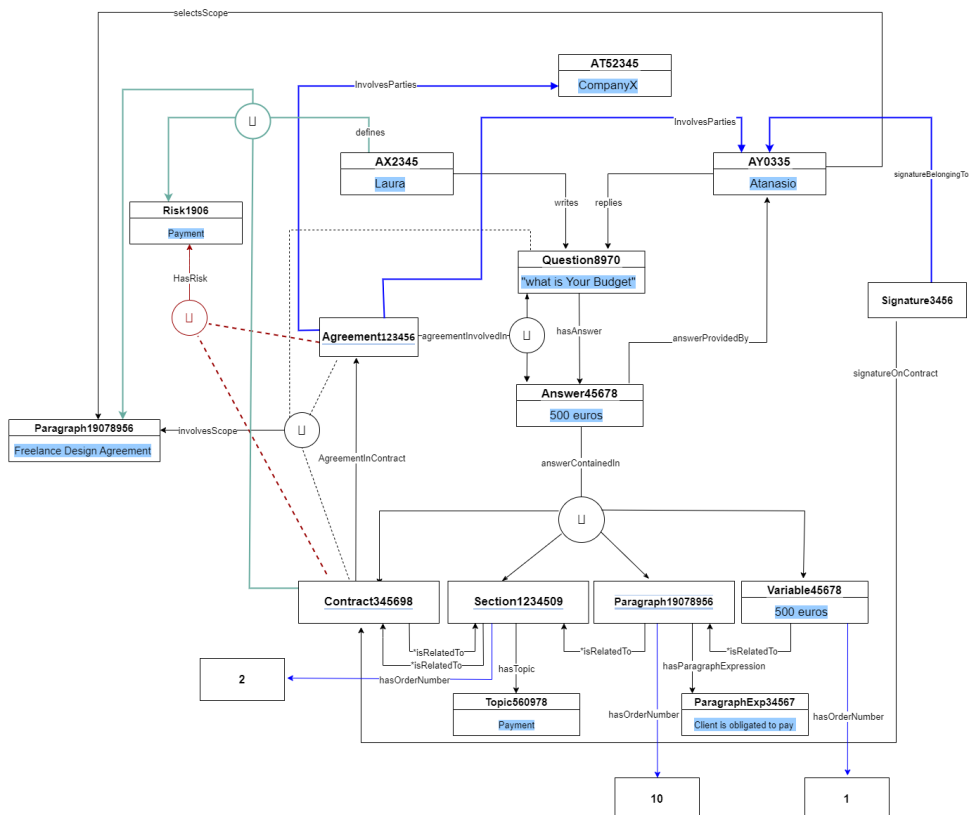 selectsScope
AT52345
CompanyX
InvolvesParties
InvolvesParties
defines
AX2345
Laura
AY0335
Atanasio
signatureBelongingTo
writes
replies
Risk1906
Payment
Question8970
"what is Your Budget"
HasRisk
Signature3456
Agreement123456
agreementInvolvedIn
hasAnswer
answerProvidedBy
signatureOnContract
Answer45678
500 euros
Paragraph19078956
Freelance Design Agreement
involvesScope
AgreementInContract
answerContainedIn
Contract345698
Section1234509
Paragraph19078956
Variable45678
500 euros
*isRelatedTo
*isRelatedTo
*isRelatedTo
*isRelatedTo
hasTopic
hasParagraphExpression
2
hasOrderNumber
Topic560978
Payment
ParagraphExp34567
Client is obligated to pay
hasOrderNumber
hasOrderNumber
10
1